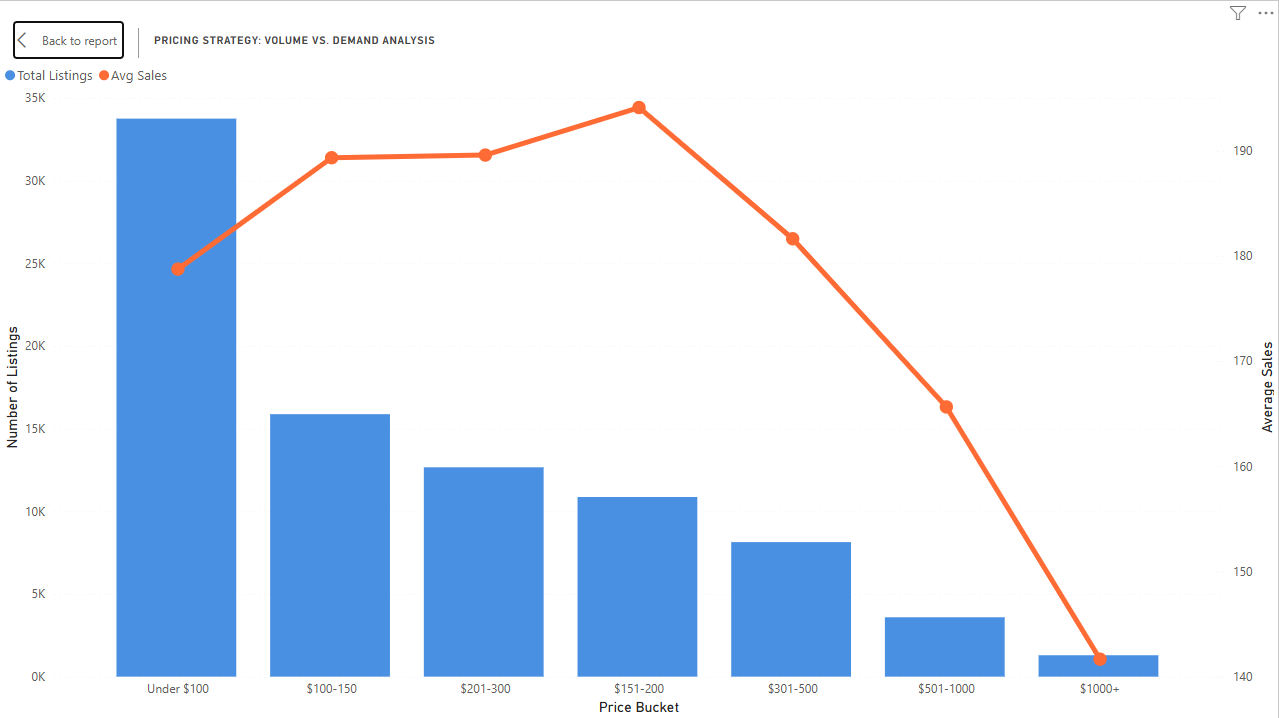 Back to report
PRICING STRATEGY: VOLUME VS. DEMAND ANALYSIS
Total Listings Avg Sales
35K
30K
25K
20K
15K
10K
5K
0K
Number of Listings
190
180
170
160
150
140
Average Sales
Under $100 $100-150 $201-300 $151-200 $301-500 $501-1000 $1000+
Price Bucket